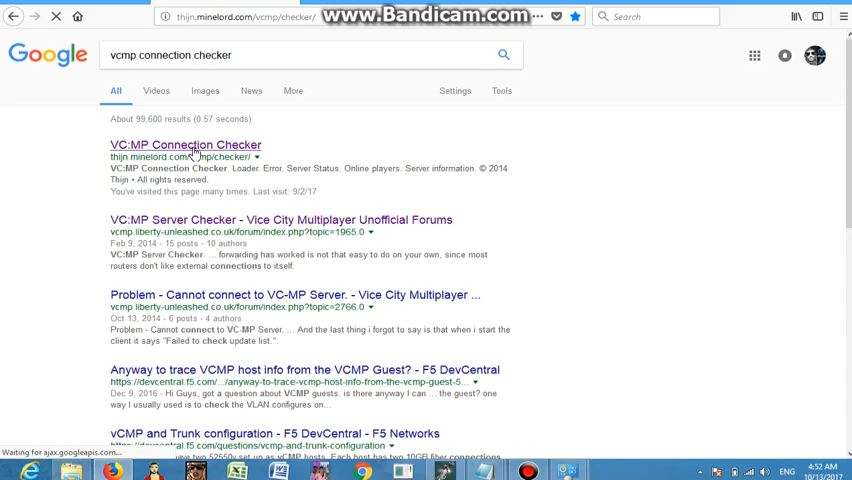 thijn.minelord.com/vcmp/checker/
www.Bandicam.com
Search
Google
vcmp connection checker
All Videos Images News More Settings Tools
About 99,600 results (0.57 seconds)
VC:MP Connection Checker
thijn.minelord.com/vcmp/checker/
VC:MP Connection Checker. Loader. Error. Server Status. Online players. Server information. © 2014
Thijn • All rights reserved.
You've visited this page many times. Last visit: 9/2/17
VC:MP Server Checker - Vice City Multiplayer Unofficial Forums
vcmp.liberty-unleashed.co.uk/forum/index.php?topic=1965.0
Feb 9, 2014 - 15 posts - 10 authors
VC:MP Server Checker. ... forwarding has worked is not that easy to do on your own, since most
routers don't like external connections to itself.
Problem - Cannot connect to VC-MP Server. - Vice City Multiplayer ...
vcmp.liberty-unleashed.co.uk/forum/index.php?topic=2766.0
Oct 13, 2014 - 6 posts - 4 authors
Problem - Cannot connect to VC-MP Server. ... And the last thing i forgot to say is that when i start the
client it says "Failed to check update list.".
Anyway to trace VCMP host info from the VCMP Guest? - F5 DevCentral
https://devcentral.f5.com/.../anyway-to-trace-vcmp-host-info-from-the-vcmp-guest-5...
Dec 9, 2016 - Hi Guys, got a question about VCMP guests. is there anyway I can ... the guest? one
way I usually used is to check the VLAN configures on...
vCMP and Trunk configuration - F5 DevCentral - F5 Networks
https://devcentral.f5.com/questions/vcmp-and-trunk-configuration
Waiting for ajax.googleapis.com...
have two 5250v set up as vCMP hosts. Each have two 10GB fiber connections
ENG
4:52 AM
10/13/2017